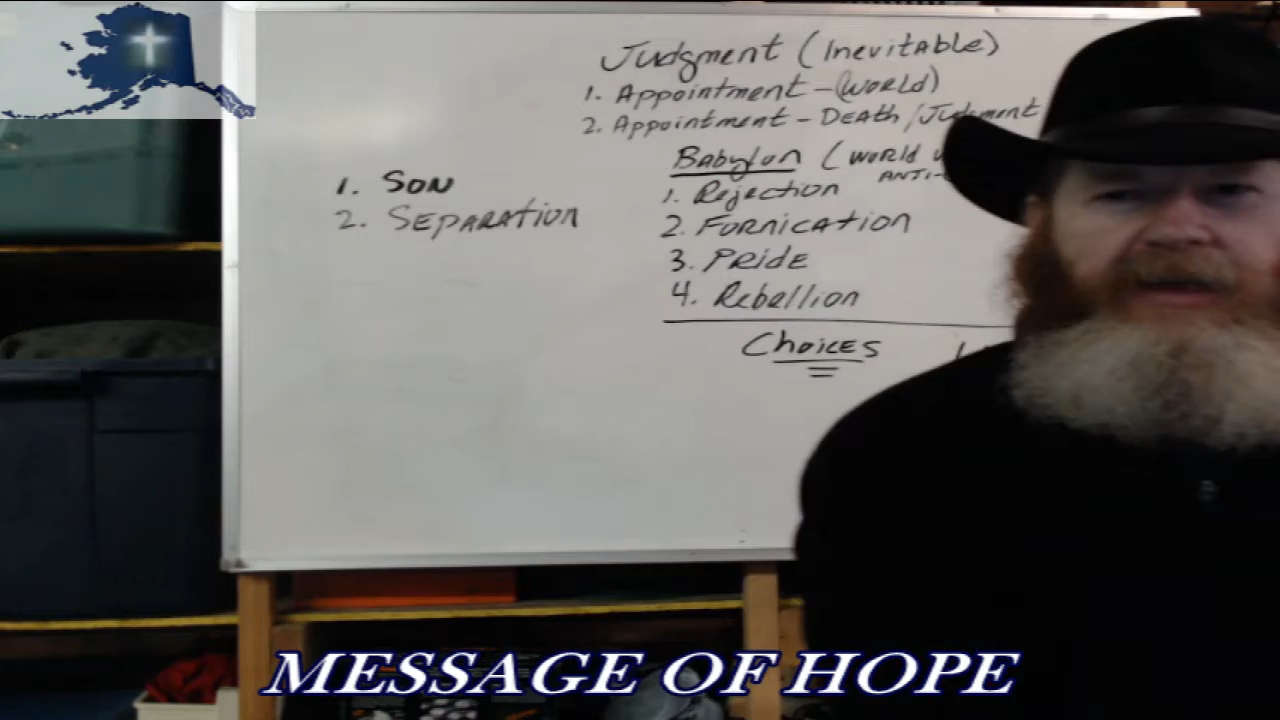 Judgment (Inevitable)
1. Appointment - (World)
2. Appointment - Death / Judgment
Babylon (World
ANTI-
1. Rejection
2. Fornication
3. Pride
4. Rebellion
Choices
1. Son
2. Separation
MESSAGE OF HOPE